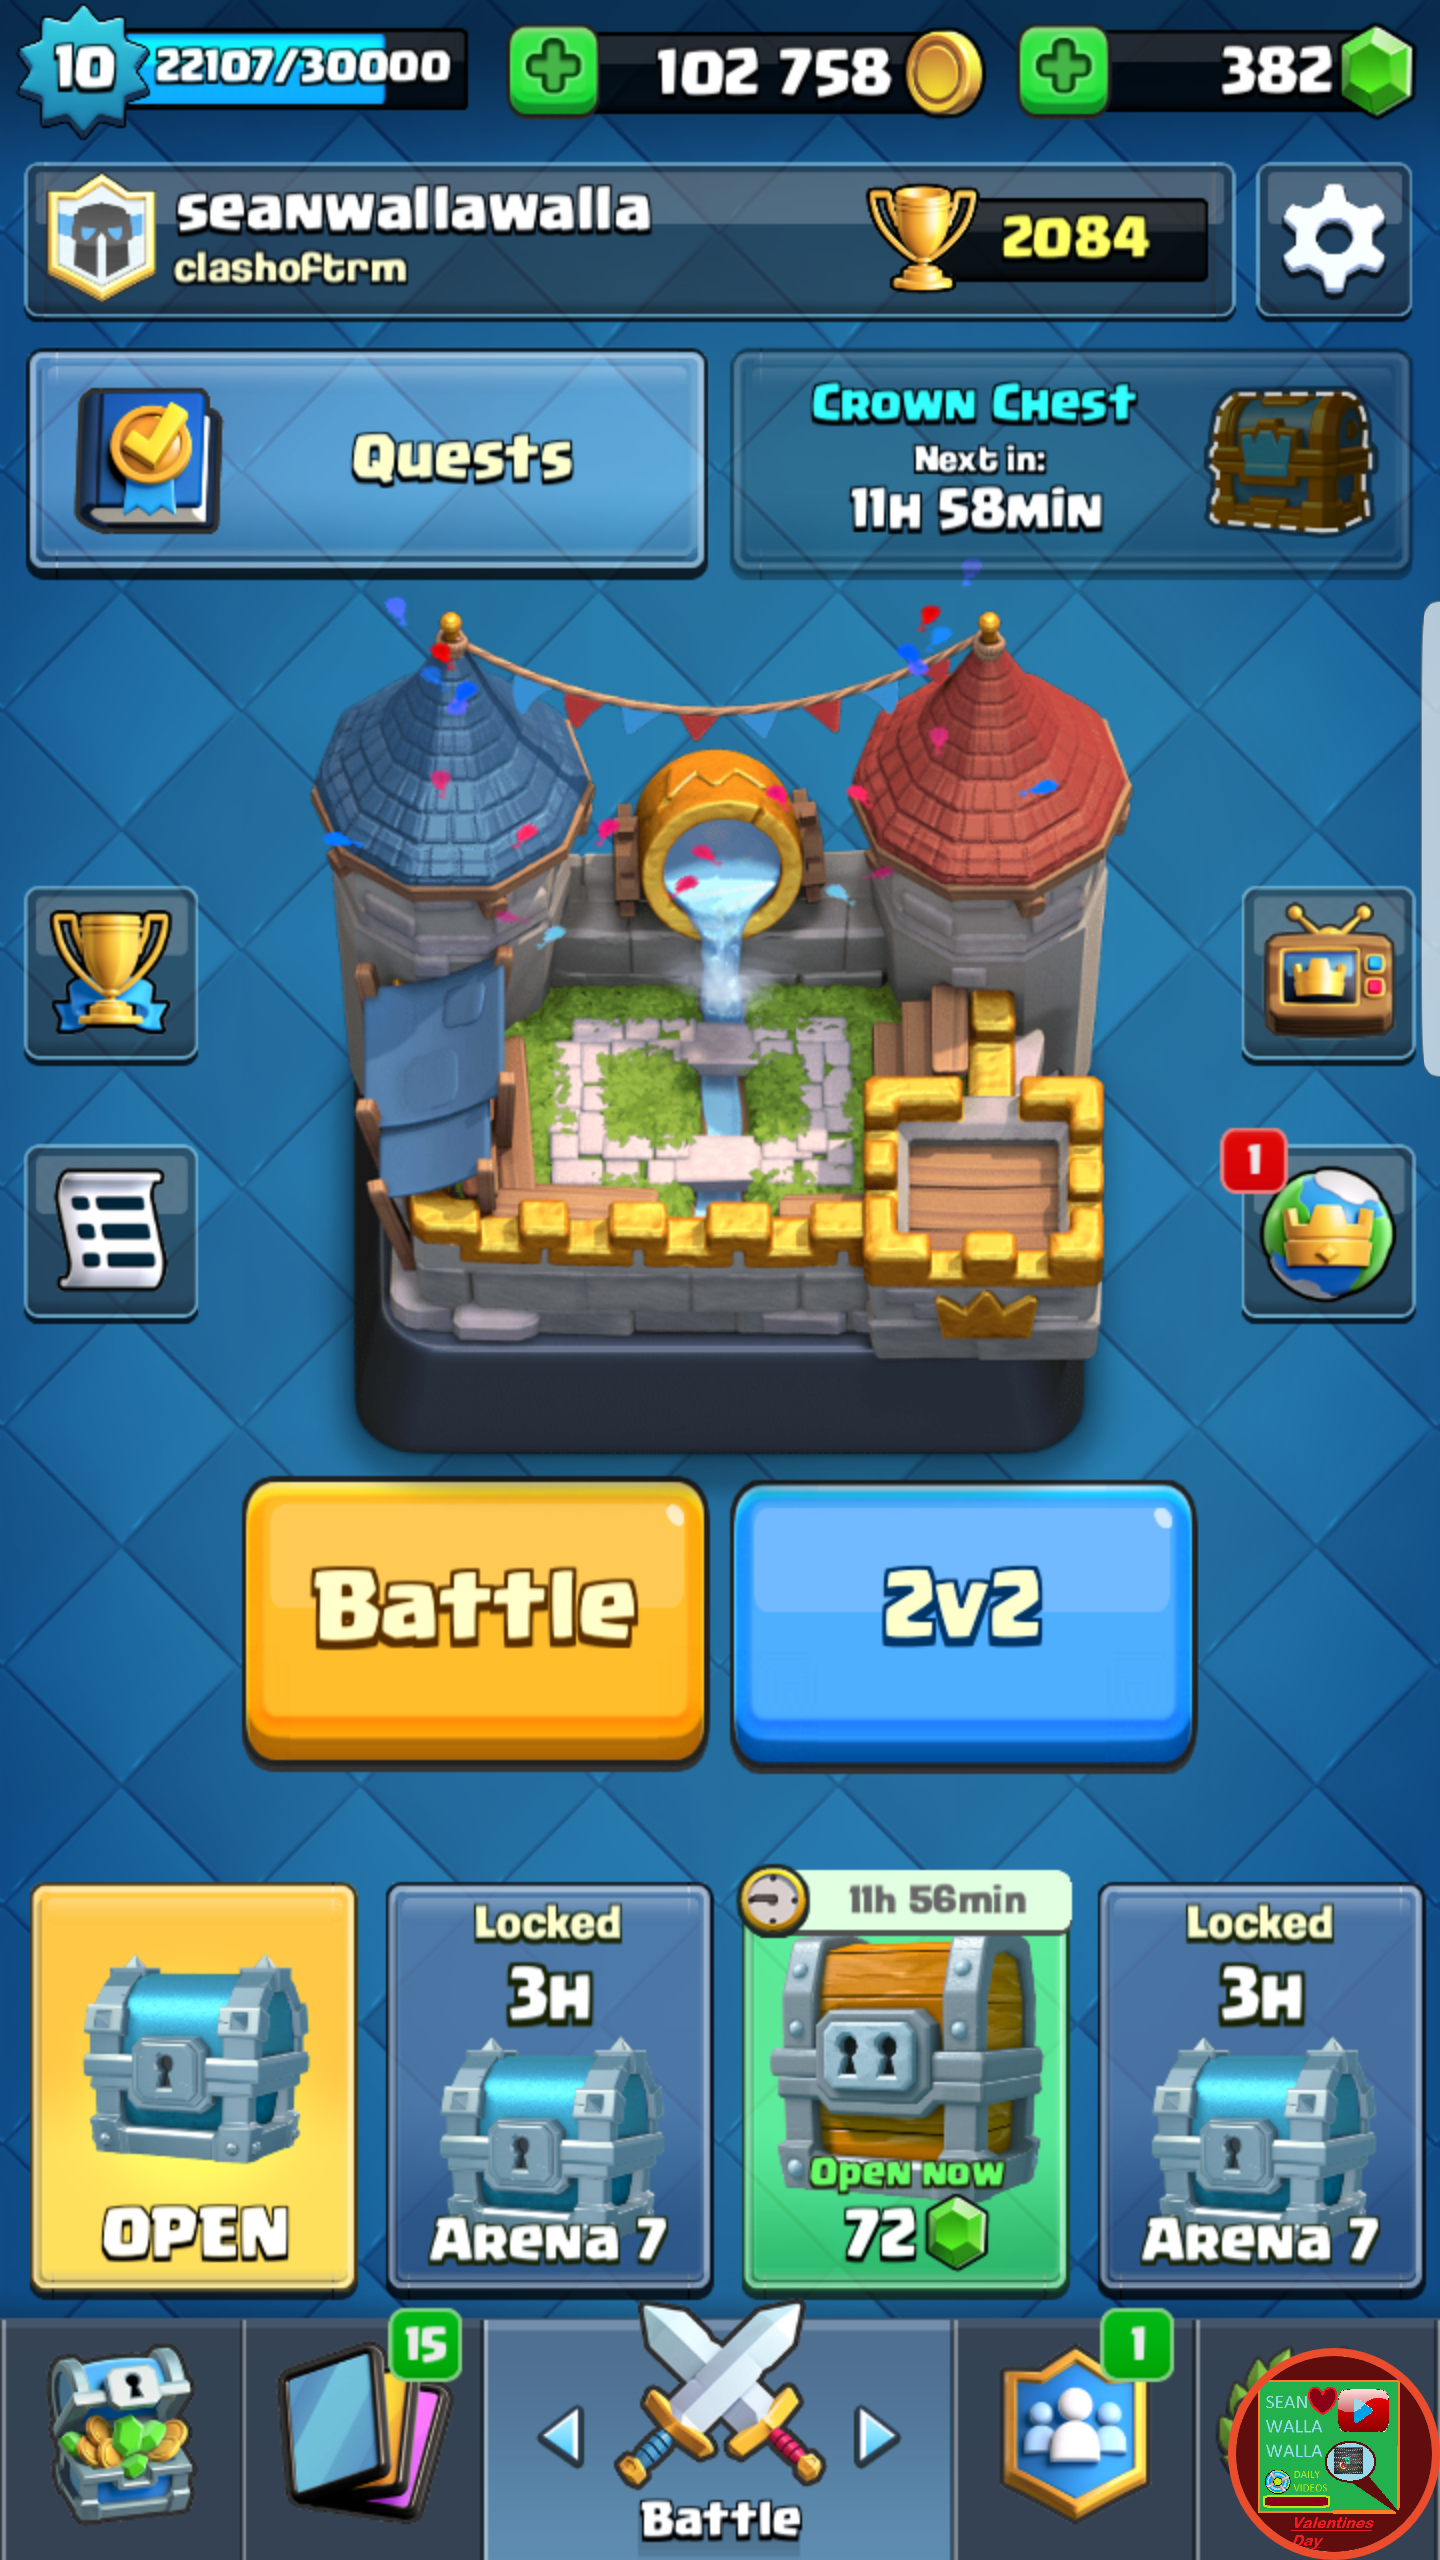 10
22107/30000
102 758
382
seanwallawalla
clashoftrm
2084
Quests
Crown Chest
Next in:
11h 58min
1
Battle
2v2
OPEN
Locked
3h
Arena 7
11h 56min
Open now
72
Locked
3h
Arena 7
15
Battle
1
SEAN
WALLA
WALLA
DAILY
VIDEOS
Valentines
Day